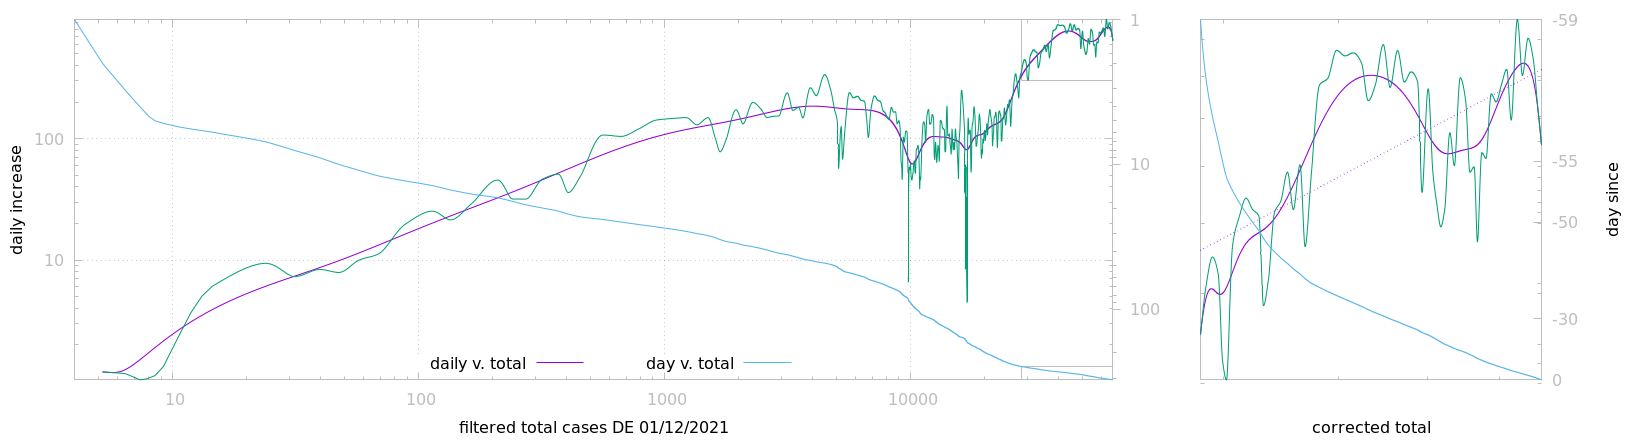 daily increase
100
10
10
100
1000
10000
1
10
100
daily v. total
day v. total
filtered total cases DE 01/12/2021
-59
-55
-50
-30
0
day since
corrected total